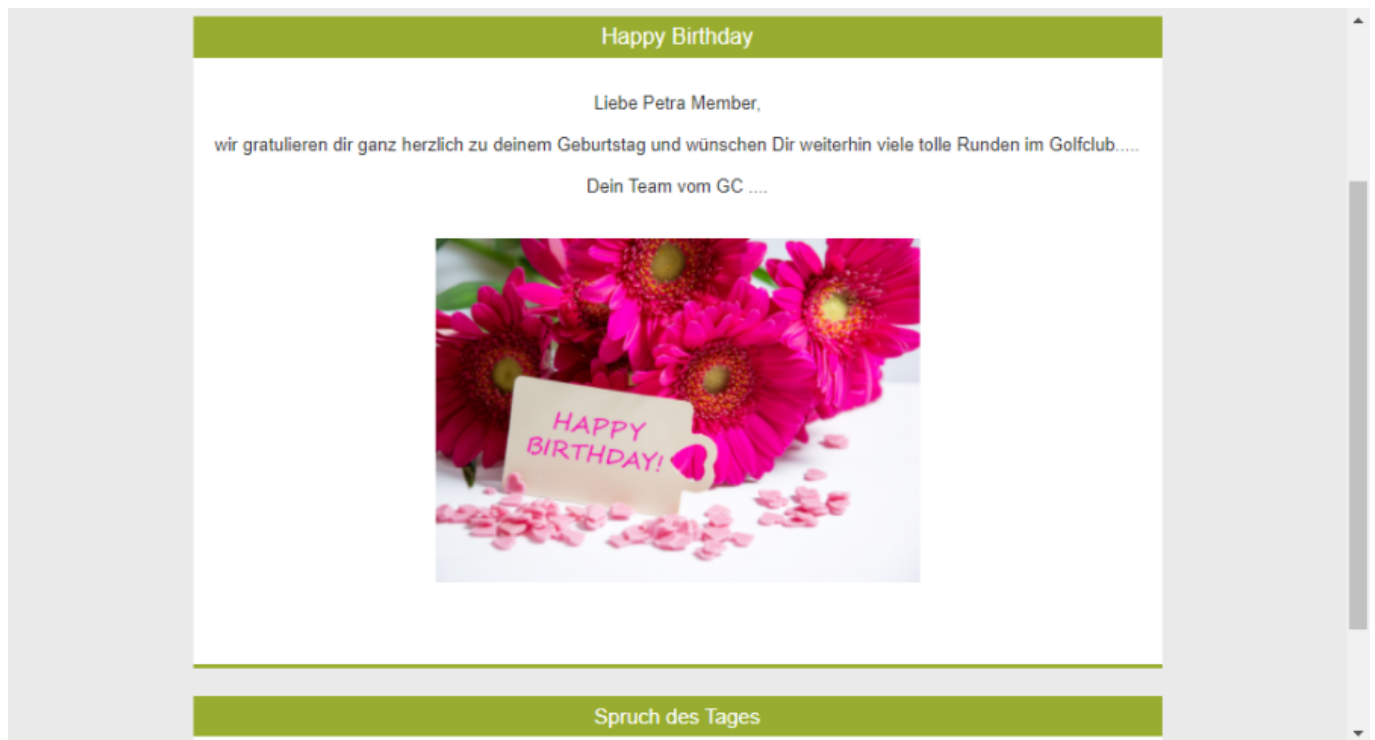 Happy Birthday
Liebe Petra Member,
wir gratulieren dir ganz herzlich zu deinem Geburtstag und wünschen Dir weiterhin viele tolle Runden im Golfclub.....
Dein Team vom GC ....
HAPPY
BIRTHDAY!
Spruch des Tages